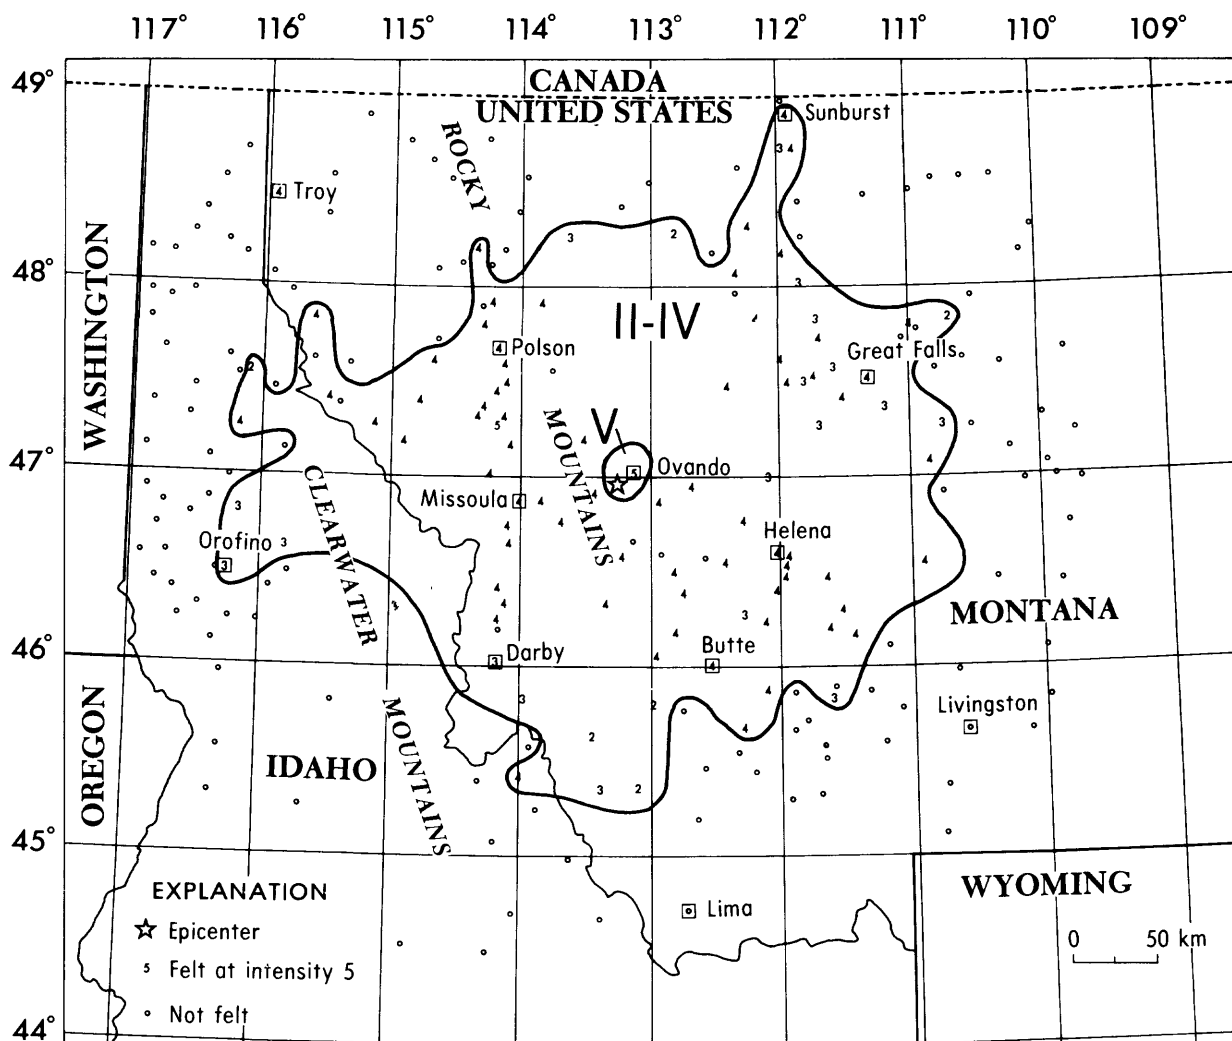 117° 116° 115° 114° 113° 112° 111° 110° 109°
49°
CANADA
UNITED STATES
Sunburst
ROCKY
Troy
WASHINGTON
48°
II-IV
Polson
Great Falls
MOUNTAINS
V
47°
Ovando
CLEARWATER
Missoula
Orofino
Helena
MONTANA
46°
Darby
Butte
OREGON
MOUNTAINS
Livingston
IDAHO
45°
EXPLANATION
WYOMING
Epicenter
Lima
0 50 km
5 Felt at intensity 5
Not felt
44°